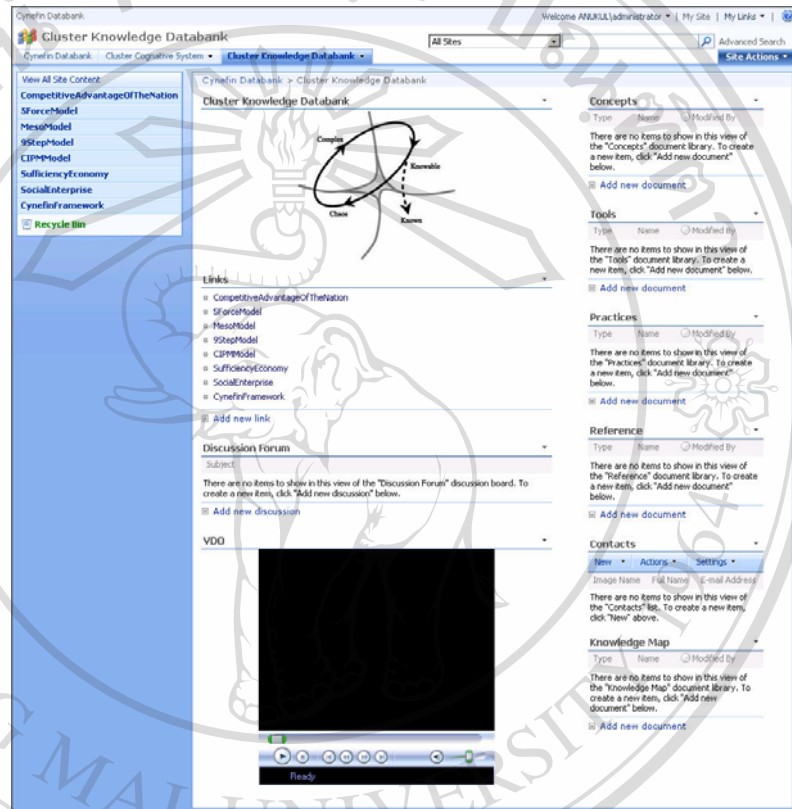 Cynefin Databank
Welcome ANUKUL\administrator | My Site | My Links |
Cluster Knowledge Databank
All Sites
Advanced Search
Cynefin Databank Cluster Cognative System Cluster Knowledge Databank
Site Actions
View All Site Content
CompetitiveAdvantageOfTheNation
5ForceModel
MesoModel
9StepModel
CIPMModel
SufficiencyEconomy
SocialEnterprise
CynefinFramework
Recycle Bin
Cynefin Databank > Cluster Knowledge Databank
Cluster Knowledge Databank
Complex
Knowable
Chaos
Known
Links
CompetitiveAdvantageOfTheNation
5ForceModel
MesoModel
9StepModel
CIPMModel
SufficiencyEconomy
SocialEnterprise
CynefinFramework
Add new link
Discussion Forum
Subject
There are no items to show in this view of the "Discussion Forum" discussion board. To
create a new item, click "Add new discussion" below.
Add new discussion
VDO
Ready
Concepts
Type Name Modified By
There are no items to show in this view of
the "Concepts" document library. To create
a new item, click "Add new document"
below.
Add new document
Tools
Type Name Modified By
There are no items to show in this view of
the "Tools" document library. To create a
new item, click "Add new document" below.
Add new document
Practices
Type Name Modified By
There are no items to show in this view of
the "Practices" document library. To create
a new item, click "Add new document"
below.
Add new document
Reference
Type Name Modified By
There are no items to show in this view of
the "Reference" document library. To create
a new item, click "Add new document"
below.
Add new document
Contacts
New Actions Settings
Image Name Full Name E-mail Address
There are no items to show in this view of
the "Contacts" list. To create a new item,
click "New" above.
Knowledge Map
Type Name Modified By
There are no items to show in this view of
the "Knowledge Map" document library. To
create a new item, click "Add new
document" below.
Add new document
G MAI UNIVERSITY 1964